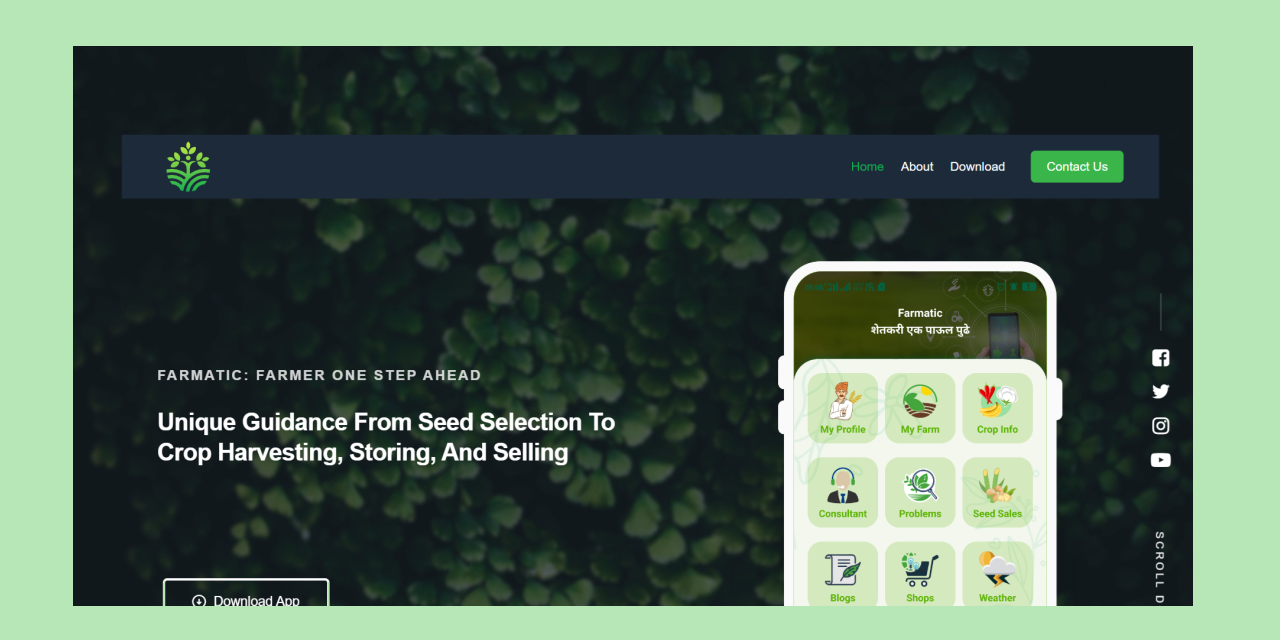 Home About Download Contact Us
FARMATIC: FARMER ONE STEP AHEAD
Unique Guidance From Seed Selection To
Crop Harvesting, Storing, And Selling
Download App
Farmatic
शेतकरी एक पाऊल पुढे
My Profile My Farm Crop Info
Consultant Problems Seed Sales
Blogs Shops Weather
SCROLL D